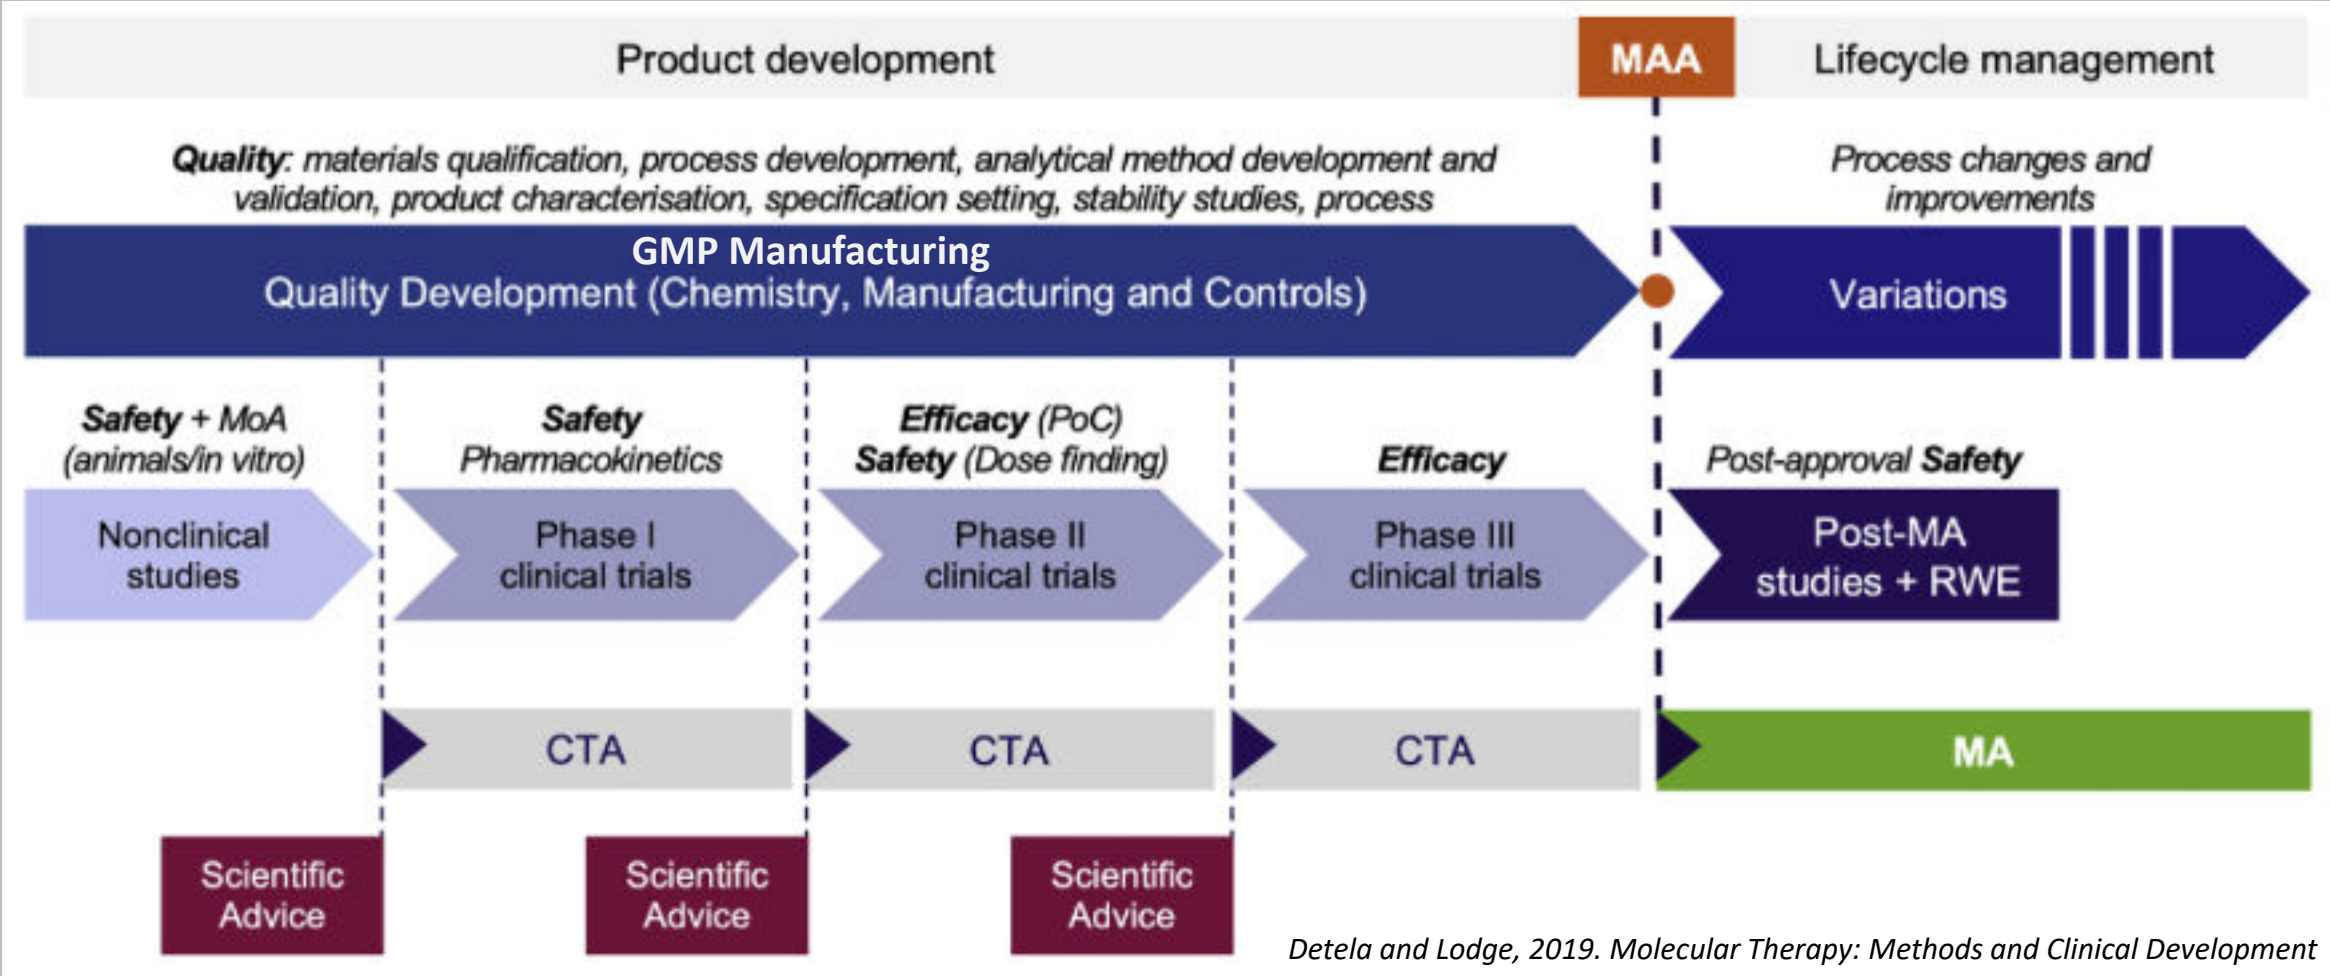 Product development
MAA
Lifecycle management
Quality: materials qualification, process development, analytical method development and
validation, product characterisation, specification setting, stability studies, process
Process changes and
improvements
GMP Manufacturing
Quality Development (Chemistry, Manufacturing and Controls)
Variations
Safety + MoA
(animals/in vitro)
Safety
Pharmacokinetics
Efficacy (PoC)
Safety (Dose finding)
Efficacy
Post-approval Safety
Nonclinical
studies
Phase I
clinical trials
Phase II
clinical trials
Phase III
clinical trials
Post-MA
studies + RWE
CTA
CTA
CTA
MA
Scientific
Advice
Scientific
Advice
Scientific
Advice
Detela and Lodge, 2019. Molecular Therapy: Methods and Clinical Development